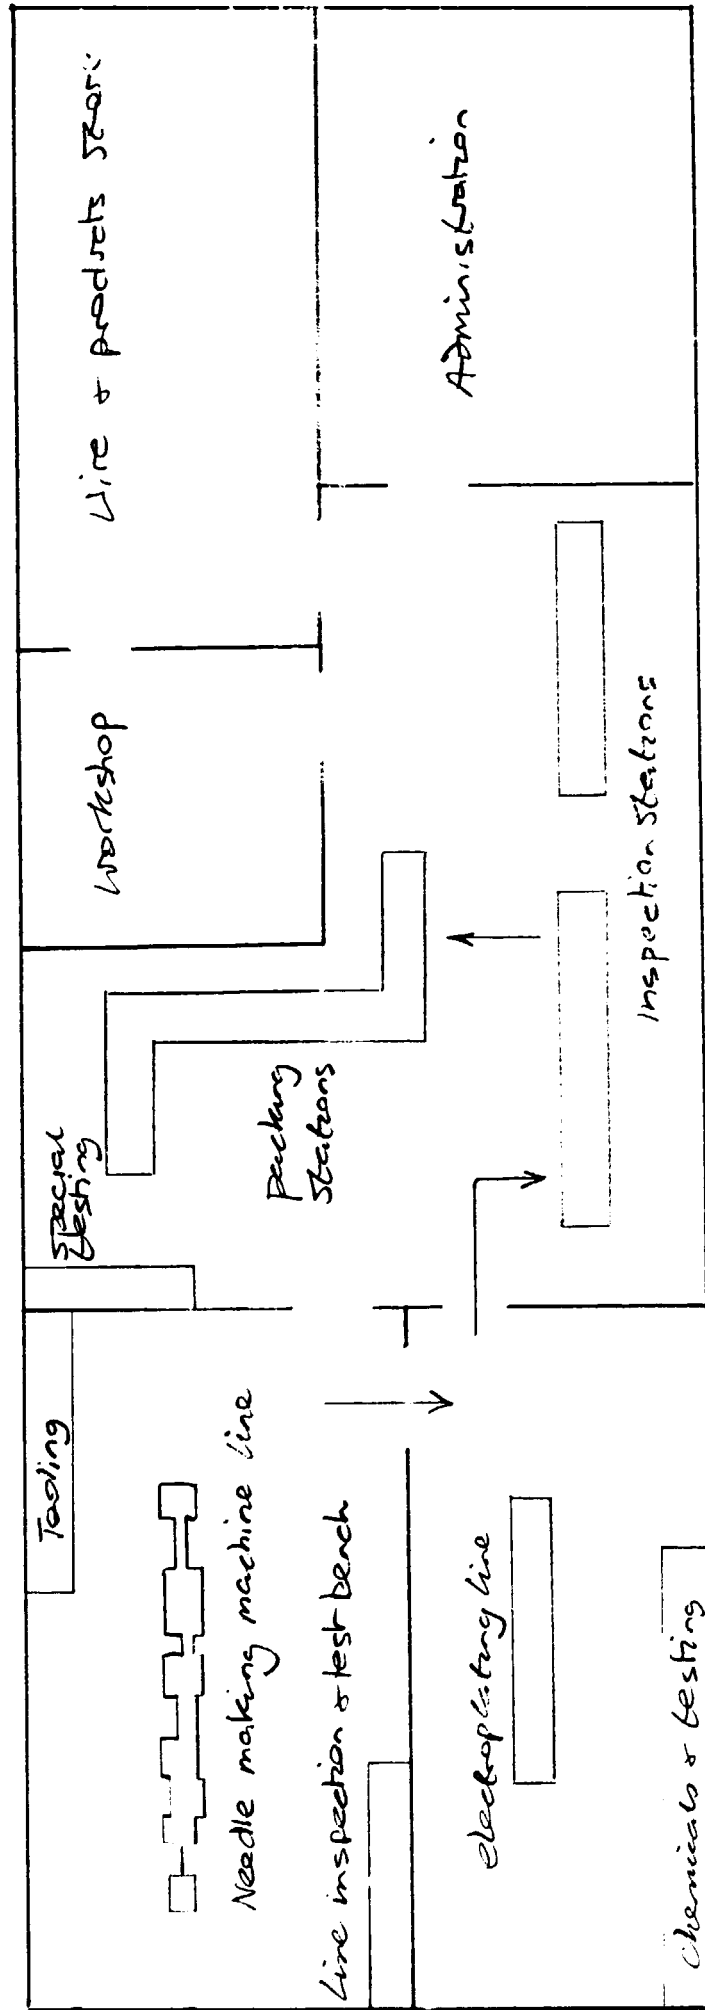 Wire & products store
Administration
Workshop
Inspection stations
Special
testing
packing
stations
Tooling
Needle making machine line
Line inspection & test bench
electroplating line
chemicals & testing